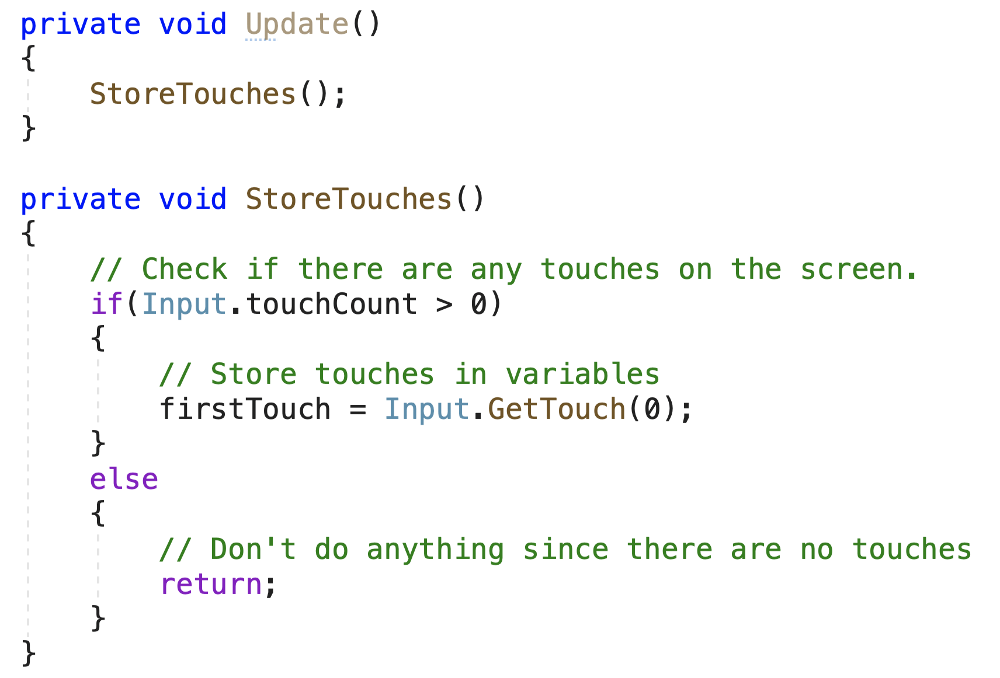 private void Update()
{
StoreTouches();
}
private void StoreTouches()
{
// Check if there are any touches on the screen.
if(Input.touchCount > 0)
{
// Store touches in variables
firstTouch = Input.GetTouch(0);
}
else
{
// Don't do anything since there are no touches
return;
}
}